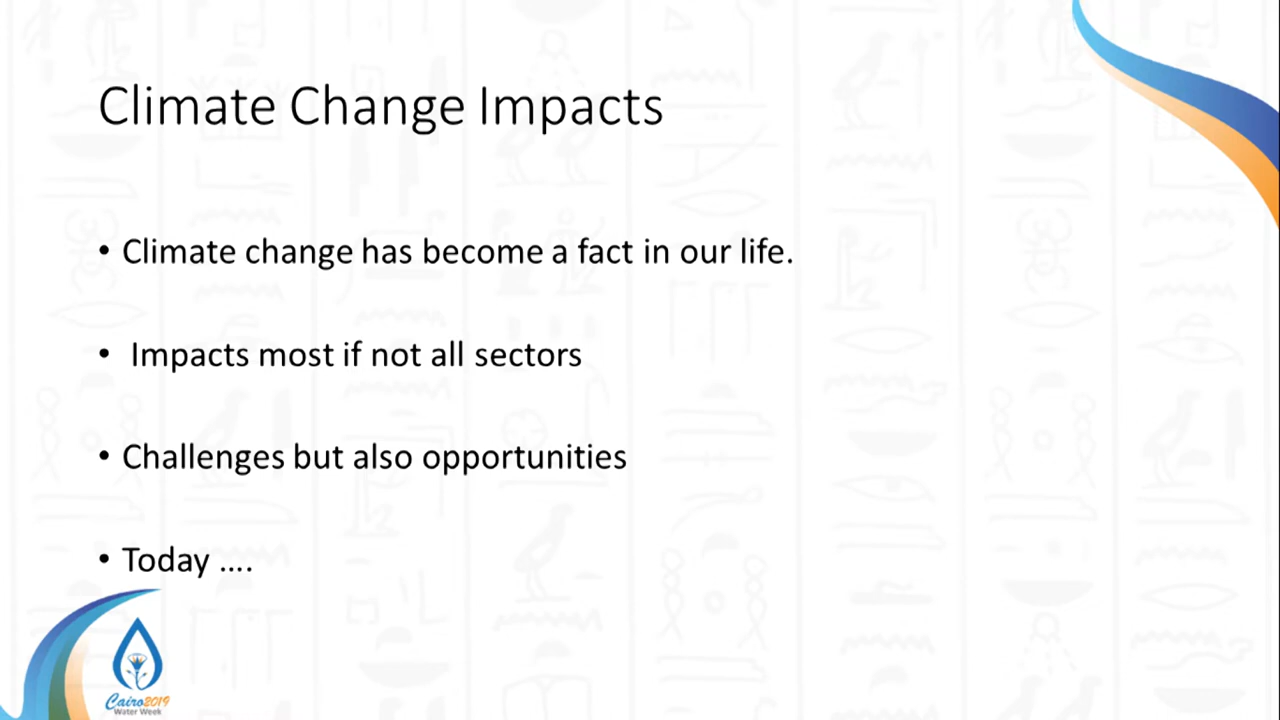 Climate Change Impacts
• Climate change has become a fact in our life.
• Impacts most if not all sectors
• Challenges but also opportunities
• Today ....
Cairo2019
Water Week